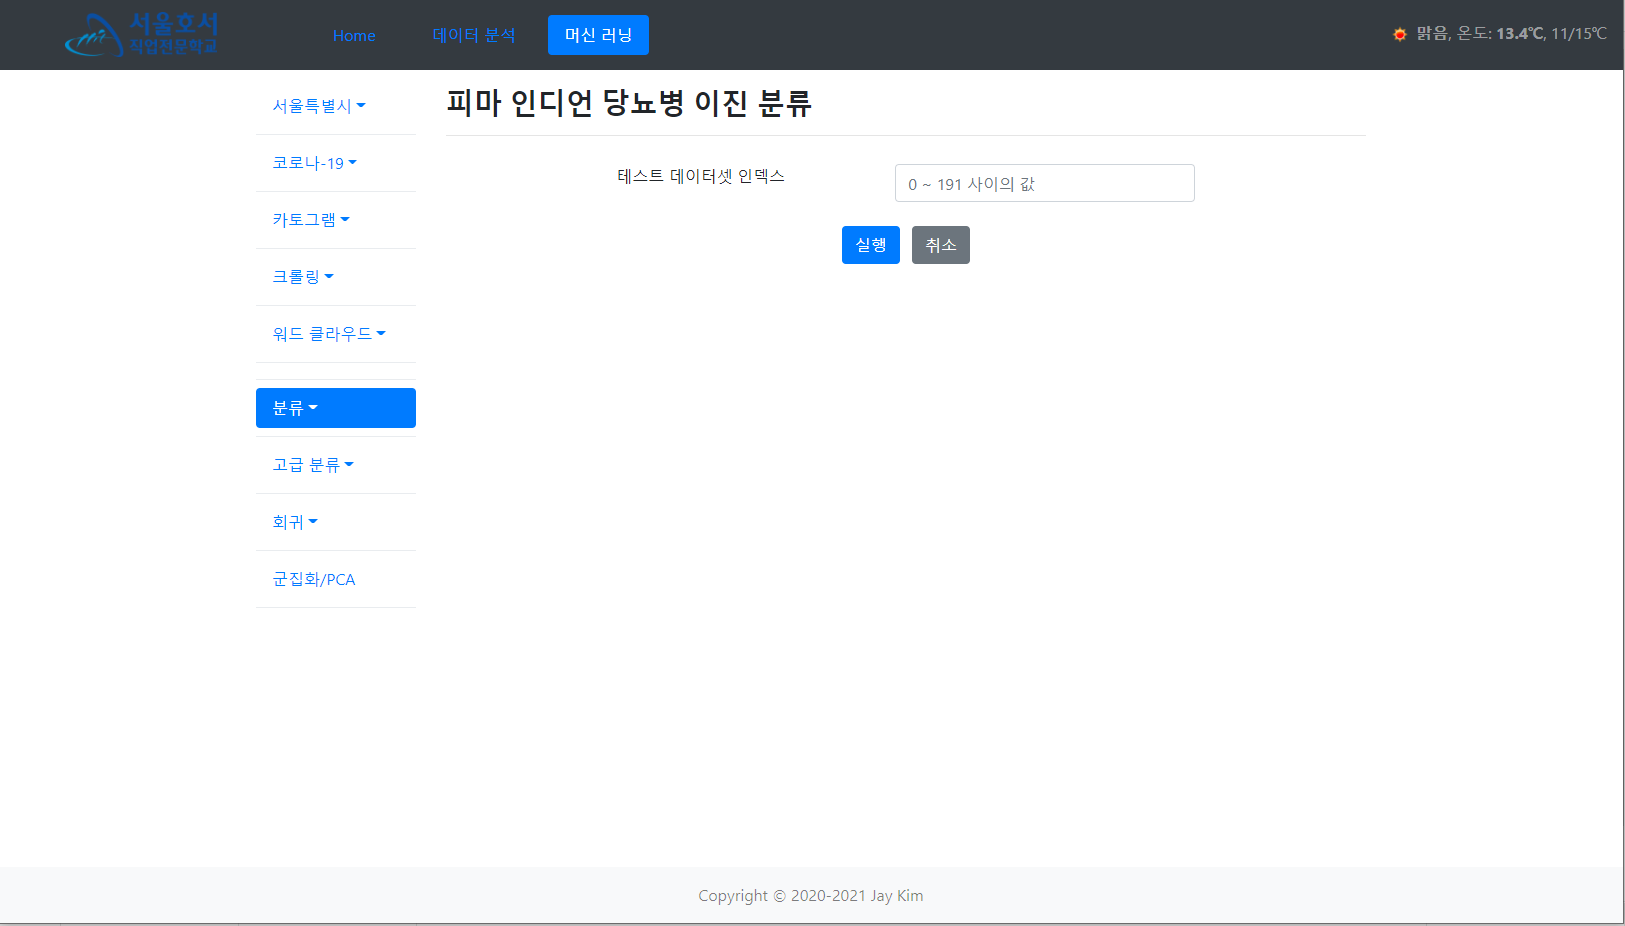 서울호서
직업전문학교
Home
데이터 분석
머신 러닝
맑음, 온도: 13.4℃, 11/15℃
서울특별시
코로나-19
카토그램
크롤링
워드 클라우드
분류
고급 분류
회귀
군집화/PCA
피마 인디언 당뇨병 이진 분류
테스트 데이터셋 인덱스
0 ~ 191 사이의 값
실행
취소
Copyright © 2020-2021 Jay Kim